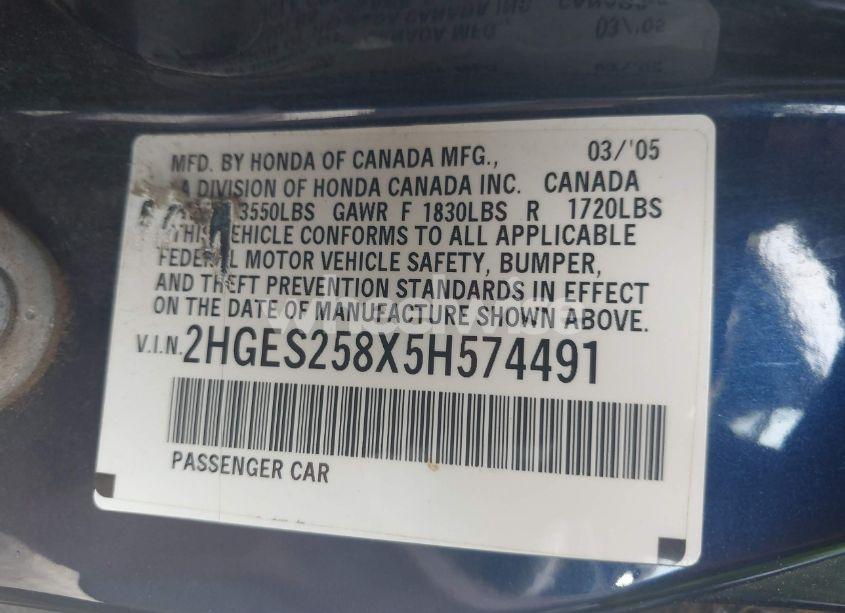 MFD. BY HONDA OF CANADA MFG., 03/'05
A DIVISION OF HONDA CANADA INC. CANADA
3550LBS GAWR F 1830LBS R 1720LBS
THIS VEHICLE CONFORMS TO ALL APPLICABLE
FEDERAL MOTOR VEHICLE SAFETY, BUMPER,
AND THEFT PREVENTION STANDARDS IN EFFECT
ON THE DATE OF MANUFACTURE SHOWN ABOVE.
V.I.N. 2HGES258X5H574491
PASSENGER CAR